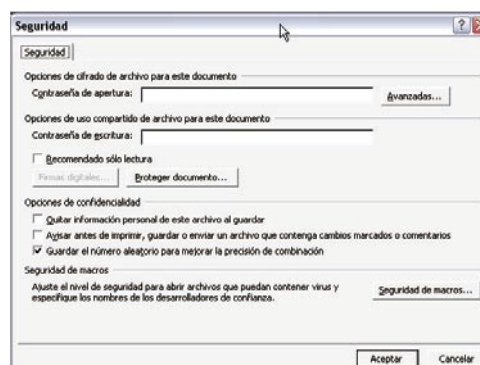 Seguridad
Seguridad
Opciones de cifrado de archivo para este documento
Contraseña de apertura:
Avanzadas...
Opciones de uso compartido de archivo para este documento
Contraseña de escritura:
Recomendado sólo lectura
Firmas digitales...
Proteger documento...
Opciones de confidencialidad
Quitar información personal de este archivo al guardar
Avisar antes de imprimir, guardar o enviar un archivo que contenga cambios marcados o comentarios
Guardar el número aleatorio para mejorar la precisión de combinación
Seguridad de macros
Ajuste el nivel de seguridad para abrir archivos que puedan contener virus y
especifique los nombres de los desarrolladores de confianza.
Seguridad de macros...
Aceptar
Cancelar